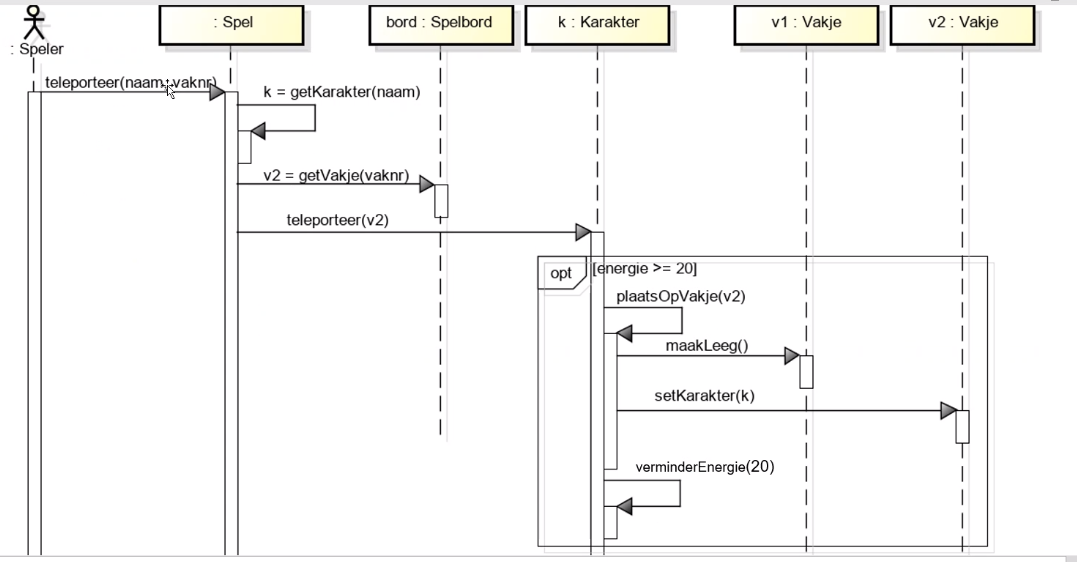 : Speler
: Spel
bord : Spelbord
k : Karakter
v1 : Vakje
v2 : Vakje
teleporteer(naam, vaknr)
k = getKarakter(naam)
v2 = getVakje(vaknr)
teleporteer(v2)
opt
[energie >= 20]
plaatsOpVakje(v2)
maakLeeg()
setKarakter(k)
verminderEnergie(20)